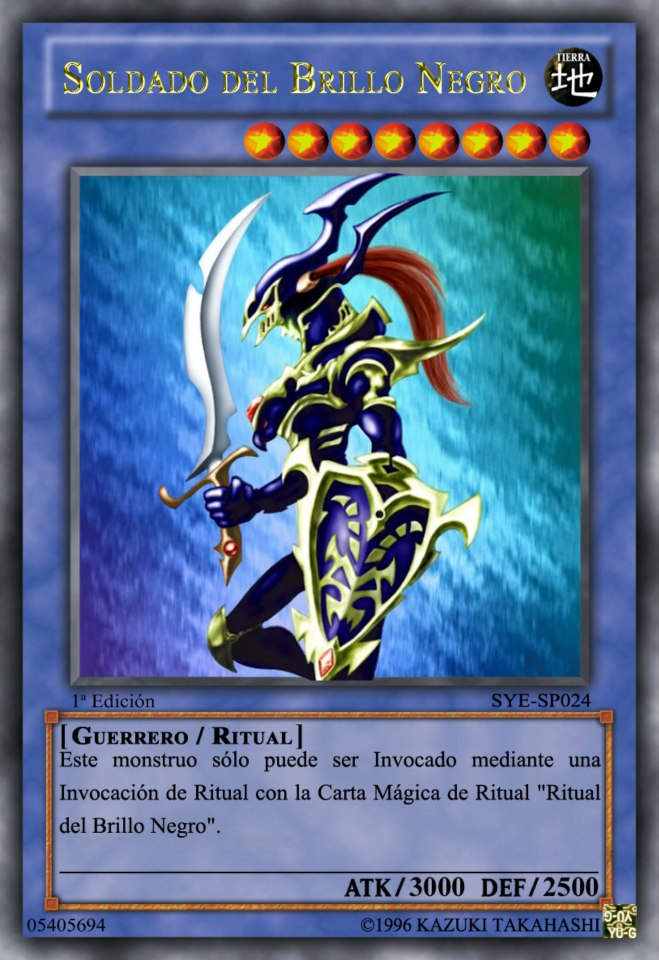 Soldado del Brillo Negro
TIERRA
地
1ª Edición
SYE-SP024
[Guerrero / Ritual]
Este monstruo sólo puede ser Invocado mediante una
Invocación de Ritual con la Carta Mágica de Ritual "Ritual
del Brillo Negro".
ATK/3000 DEF/2500
05405694
©1996 KAZUKI TAKAHASHI